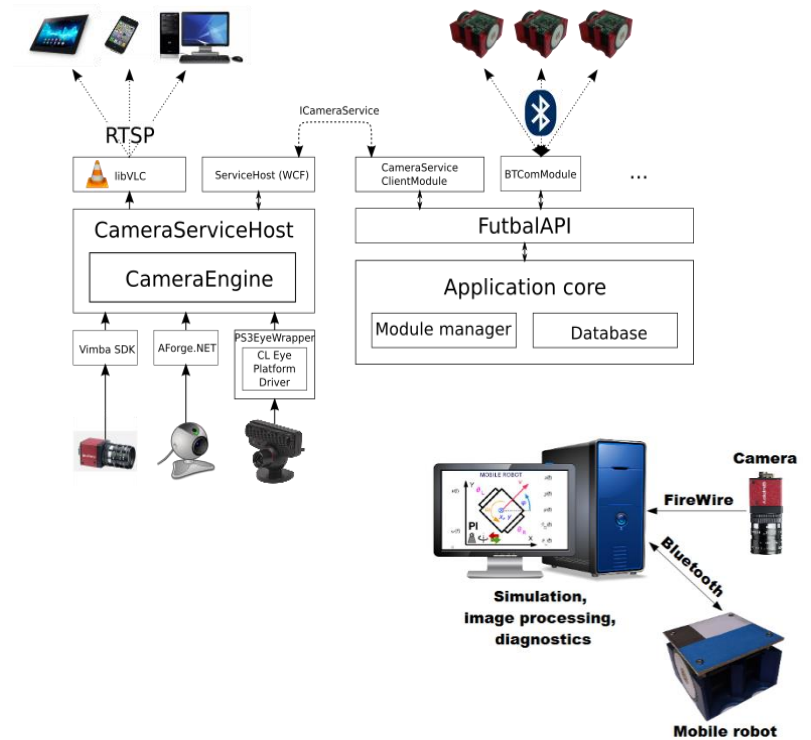 ICameraService
RTSP
libVLC
ServiceHost (WCF)
CameraService
ClientModule
BTComModule
...
CameraServiceHost
FutbalAPI
CameraEngine
Application core
Module manager
Database
Vimba SDK
AForge.NET
PS3EyeWrapper
CL Eye
Platform
Driver
Camera
MOBILE ROBOT
Y
x, y
PI
X
FireWire
Bluetooth
Simulation,
image processing,
diagnostics
Mobile robot